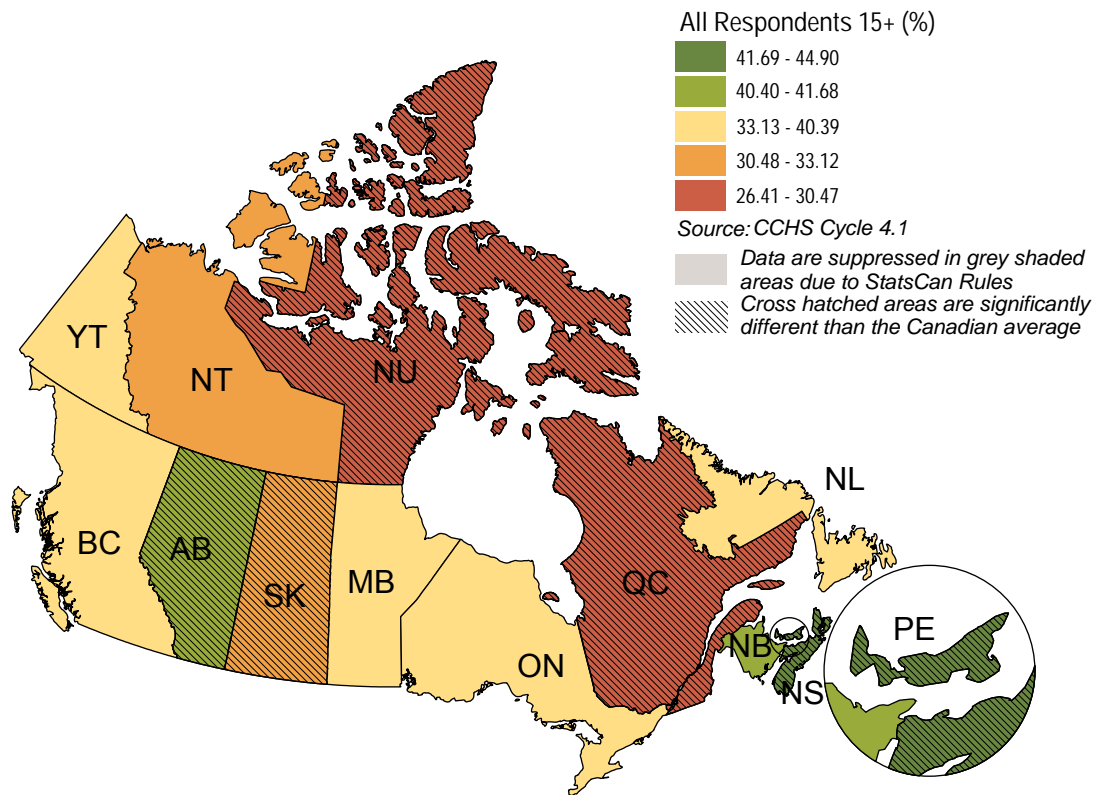 All Respondents 15+ (%)
41.69 - 44.90
40.40 - 41.68
33.13 - 40.39
30.48 - 33.12
26.41 - 30.47
Source: CCHS Cycle 4.1
Data are suppressed in grey shaded
areas due to StatsCan Rules
Cross hatched areas are significantly
different than the Canadian average
YT
NT
NU
NL
BC
AB
SK
MB
QC
ON
NB
NS
PE